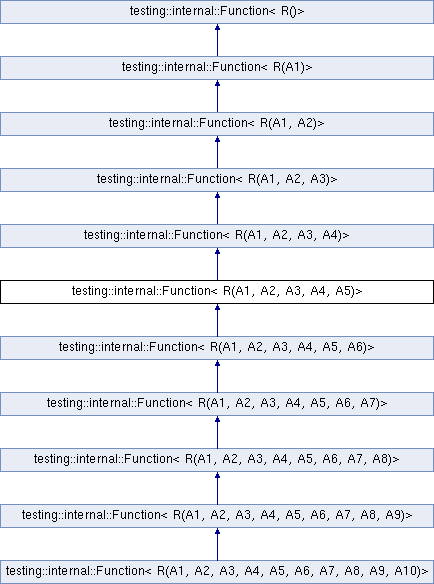 testing::internal::Function< R()>
testing::internal::Function< R(A1)>
testing::internal::Function< R(A1, A2)>
testing::internal::Function< R(A1, A2, A3)>
testing::internal::Function< R(A1, A2, A3, A4)>
testing::internal::Function< R(A1, A2, A3, A4, A5)>
testing::internal::Function< R(A1, A2, A3, A4, A5, A6)>
testing::internal::Function< R(A1, A2, A3, A4, A5, A6, A7)>
testing::internal::Function< R(A1, A2, A3, A4, A5, A6, A7, A8)>
testing::internal::Function< R(A1, A2, A3, A4, A5, A6, A7, A8, A9)>
testing::internal::Function< R(A1, A2, A3, A4, A5, A6, A7, A8, A9, A10)>